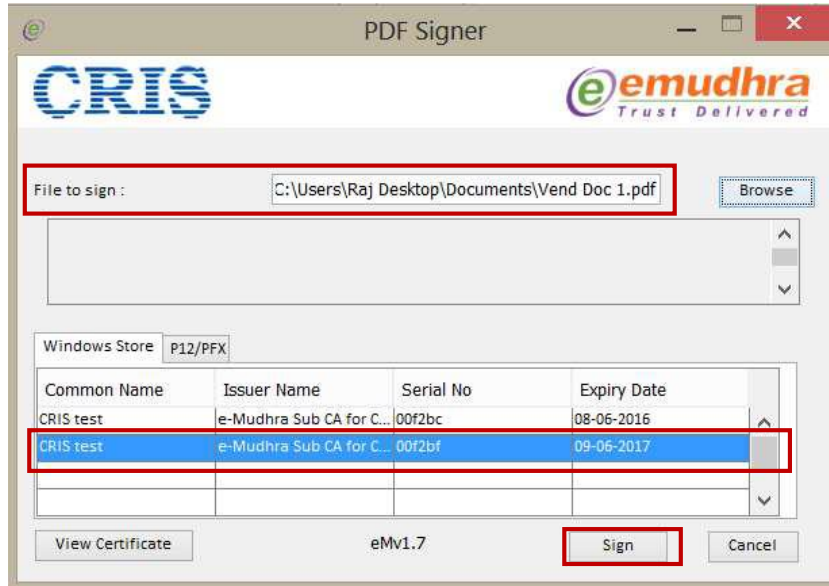 PDF Signer
CRIS
emudhra
Trust Delivered
File to sign : C:\Users\Raj Desktop\Documents\Vend Doc 1.pdf Browse
Windows Store P12/PFX
Common Name Issuer Name Serial No Expiry Date
CRIS test e-Mudhra Sub CA for C... 00f2bc 08-06-2016
CRIS test e-Mudhra Sub CA for C... 00f2bf 09-06-2017
View Certificate eMv1.7 Sign Cancel